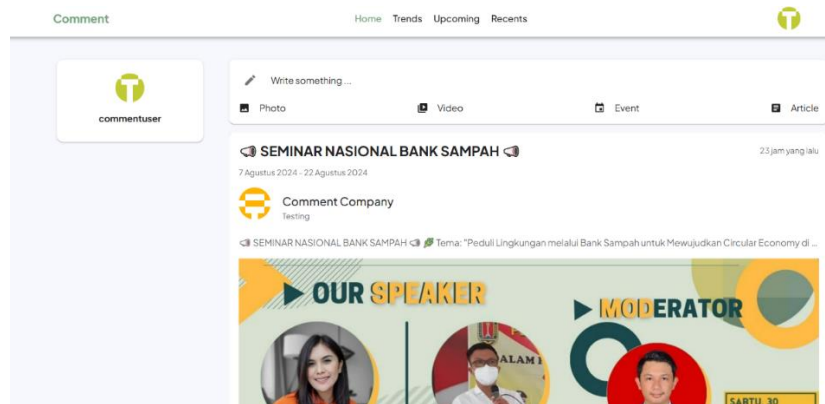 Comment Home Trends Upcoming Recents
commentuser
Write something ...
Photo Video Event Article
SEMINAR NASIONAL BANK SAMPAH
23 jam yang lalu
7 Agustus 2024 - 22 Agustus 2024
Comment Company
Testing
SEMINAR NASIONAL BANK SAMPAH Tema: "Peduli Lingkungan melalui Bank Sampah untuk Mewujudkan Circular Economy di ...
OUR SPEAKER
MODERATOR
SABTU, 30